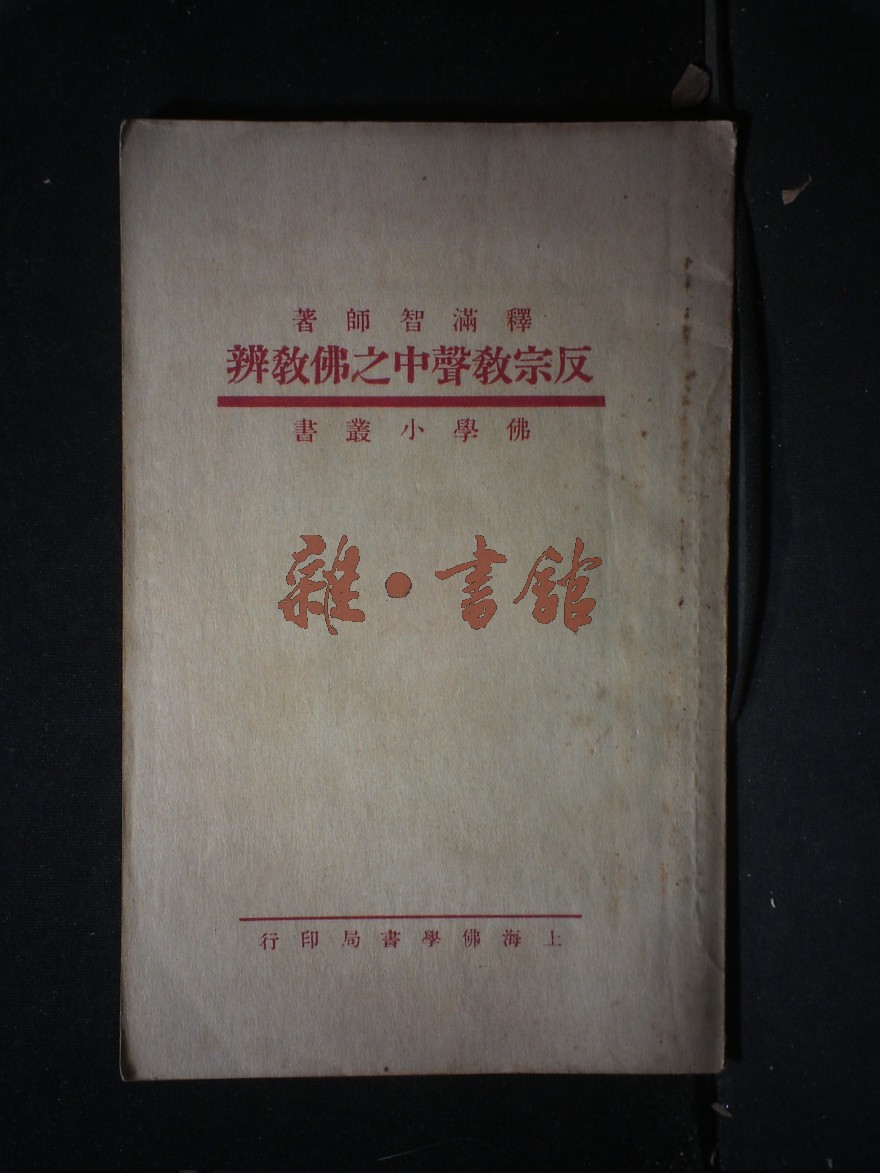 釋滿智師著
反宗教聲中之佛教辨
佛學小叢書
雜·書館
上海佛學書局印行